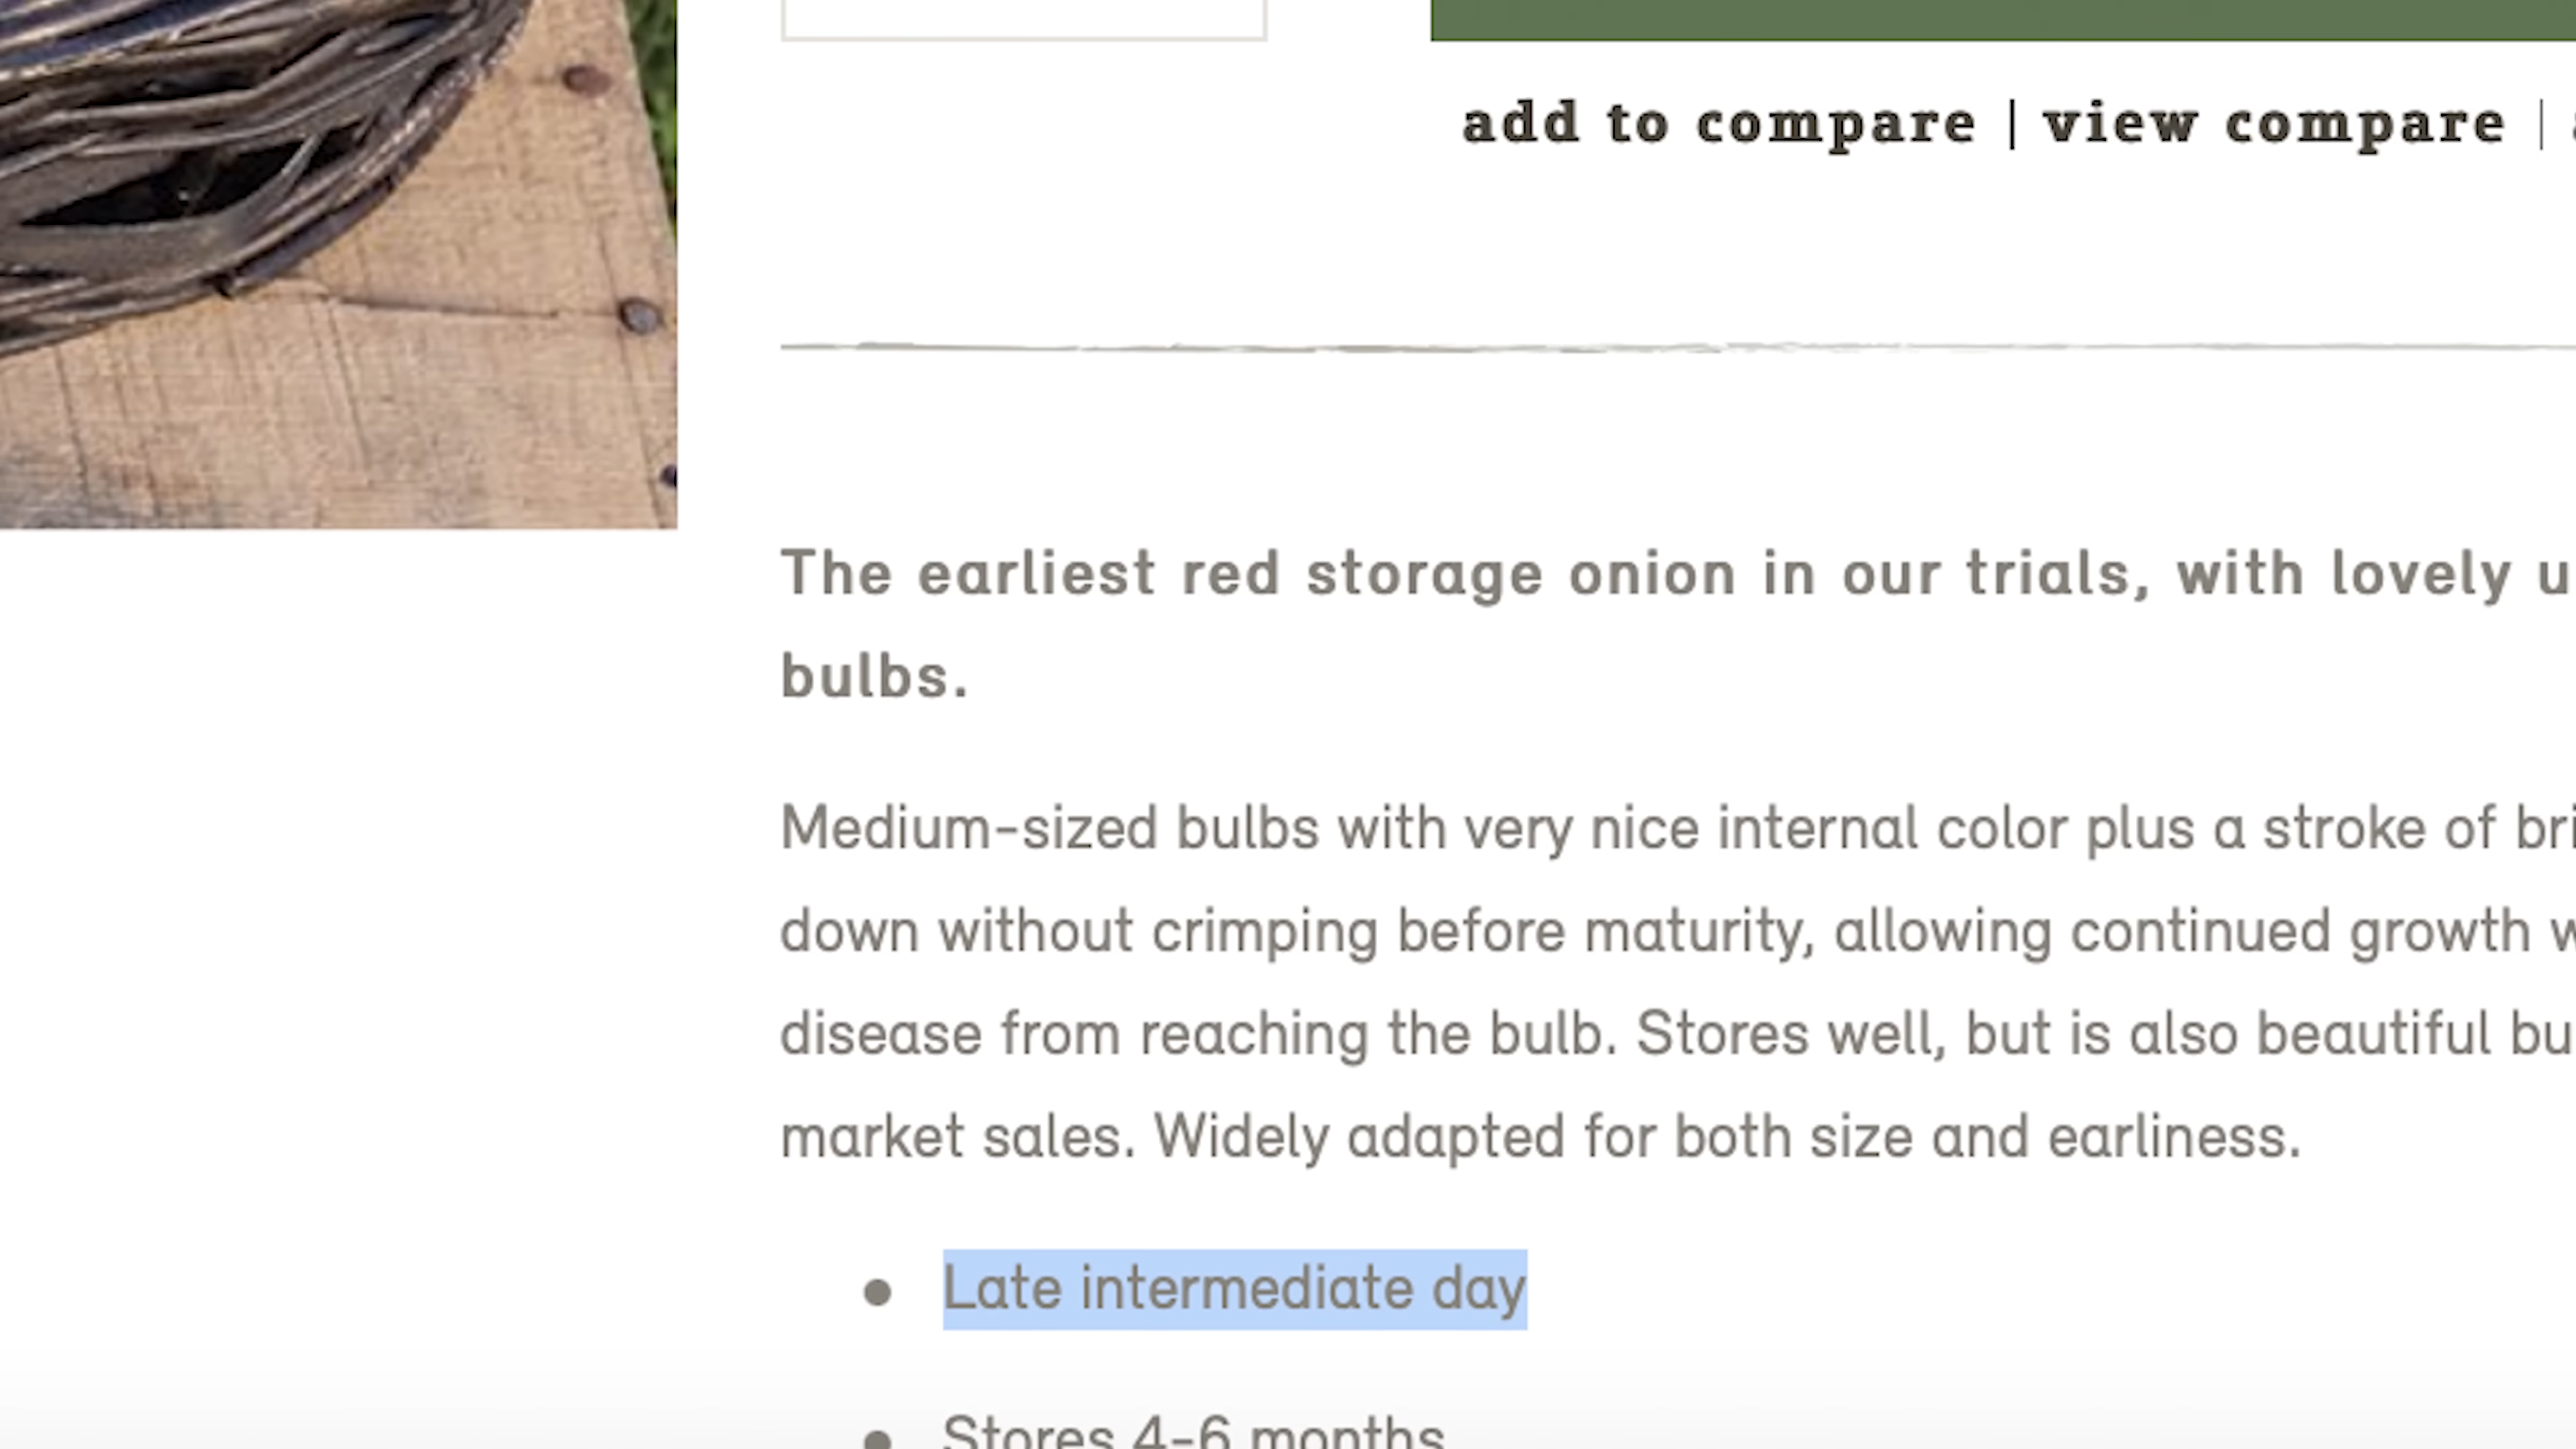 add to compare | view compare |
The earliest red storage onion in our trials, with lovely
bulbs.
Medium-sized bulbs with very nice internal color plus a stroke of
down without crimping before maturity, allowing continued growth
disease from reaching the bulb. Stores well, but is also beautiful
market sales. Widely adapted for both size and earliness.
• Late intermediate day
• Stores 4-6 months